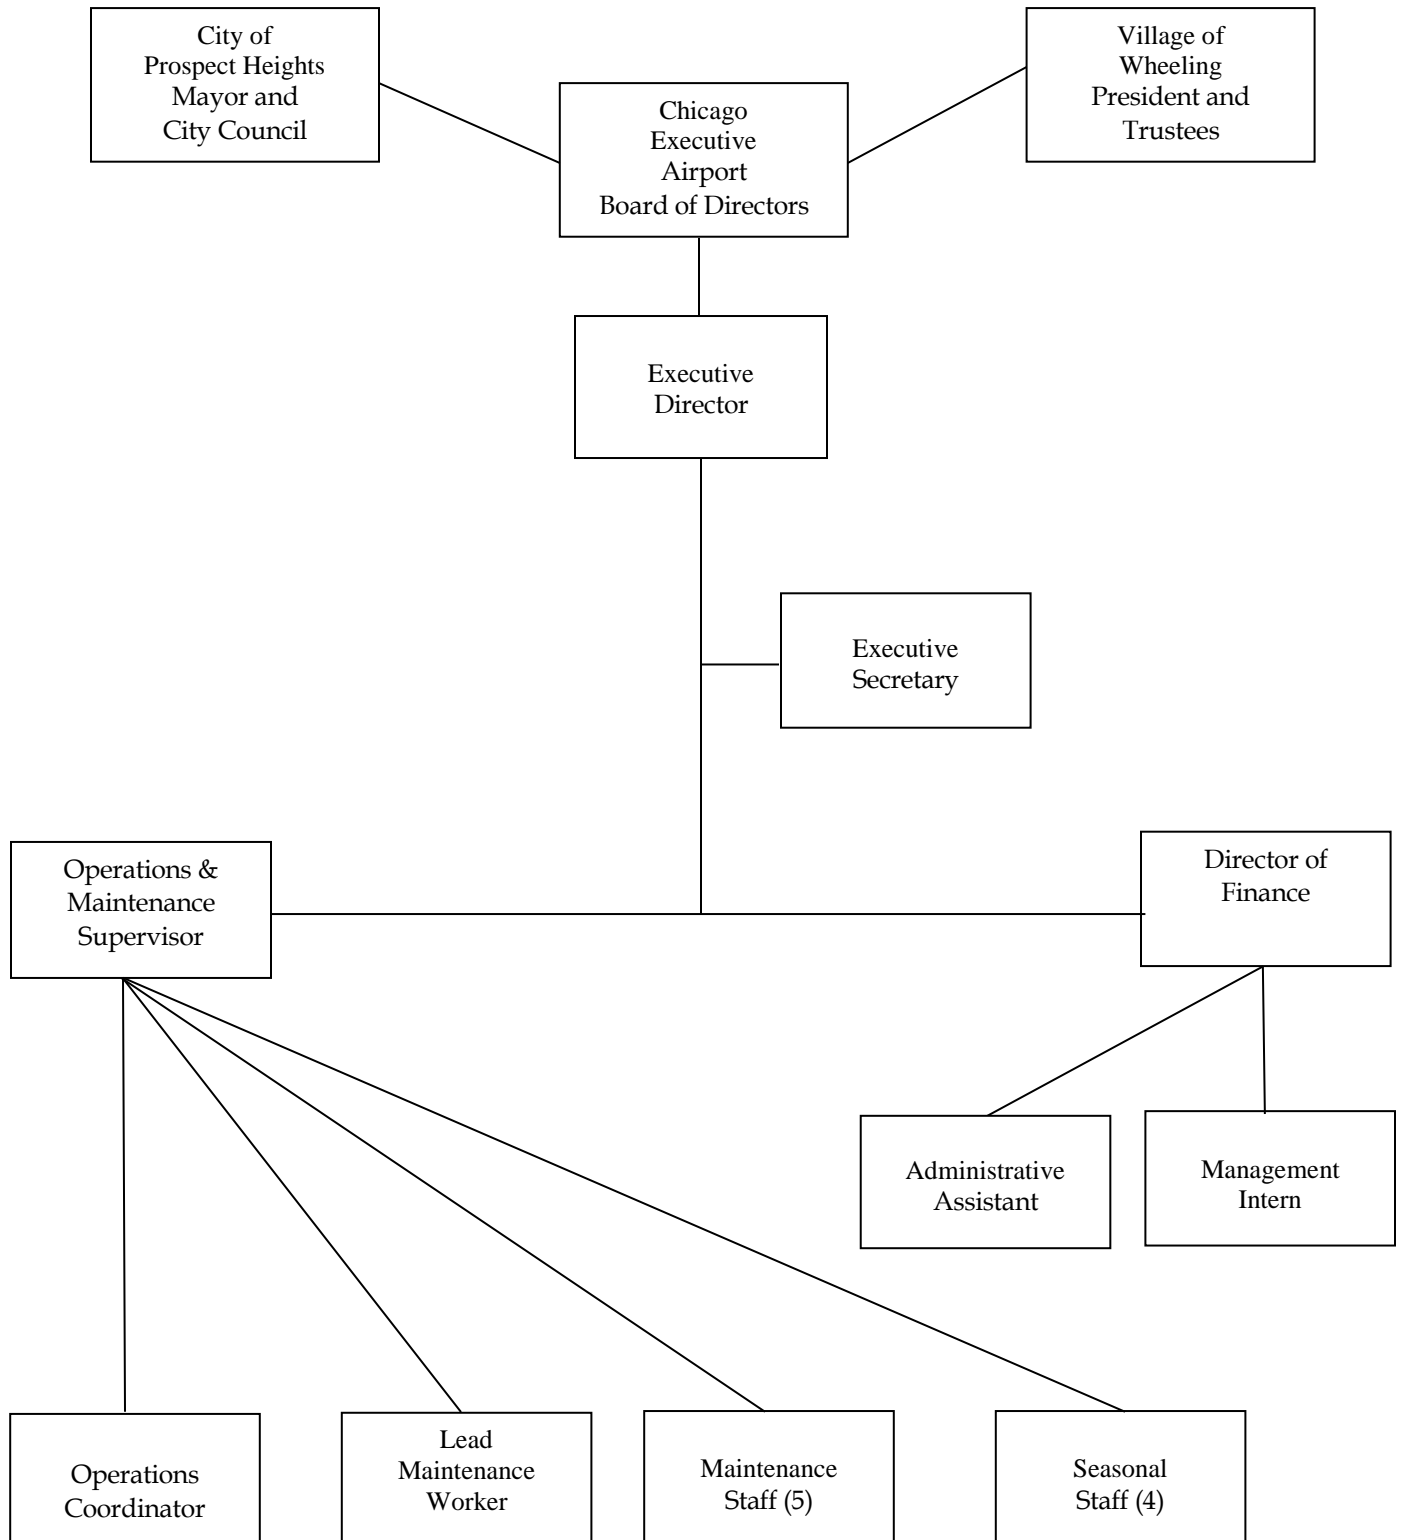 City of
Prospect Heights
Mayor and
City Council
Village of
Wheeling
President and
Trustees
Chicago
Executive
Airport
Board of Directors
Executive
Director
Executive
Secretary
Operations &
Maintenance
Supervisor
Director of
Finance
Administrative
Assistant
Management
Intern
Operations
Coordinator
Lead
Maintenance
Worker
Maintenance
Staff (5)
Seasonal
Staff (4)